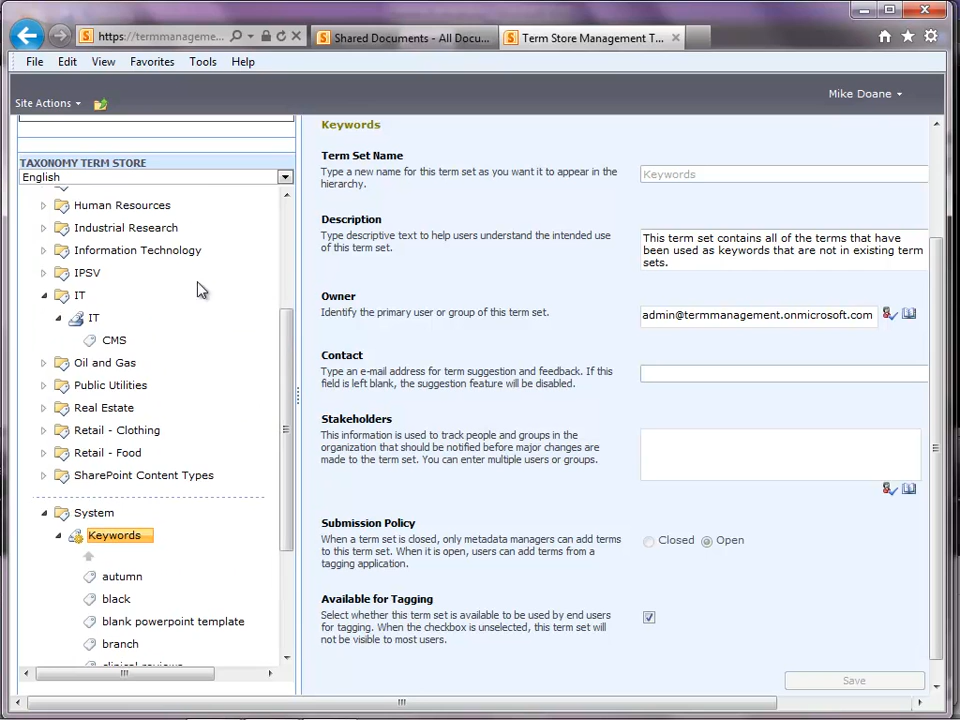 https://termmanageme...
Shared Documents - All Docu...
Term Store Management T...
File Edit View Favorites Tools Help
Site Actions
Mike Doane
TAXONOMY TERM STORE
English
Human Resources
Industrial Research
Information Technology
IPSV
IT
IT
CMS
Oil and Gas
Public Utilities
Real Estate
Retail - Clothing
Retail - Food
SharePoint Content Types
System
Keywords
autumn
black
blank powerpoint template
branch
clinical reviews
Keywords
Term Set Name
Type a new name for this term set as you want it to appear in the
hierarchy.
Keywords
Description
Type descriptive text to help users understand the intended use
of this term set.
This term set contains all of the terms that have
been used as keywords that are not in existing term
sets.
Owner
Identify the primary user or group of this term set.
admin@termmanagement.onmicrosoft.com
Contact
Type an e-mail address for term suggestion and feedback. If this
field is left blank, the suggestion feature will be disabled.
Stakeholders
This information is used to track people and groups in the
organization that should be notified before major changes are
made to the term set. You can enter multiple users or groups.
Submission Policy
When a term set is closed, only metadata managers can add terms
to this term set. When it is open, users can add terms from a
tagging application.
Closed Open
Available for Tagging
Select whether this term set is available to be used by end users
for tagging. When the checkbox is unselected, this term set will
not be visible to most users.
Save